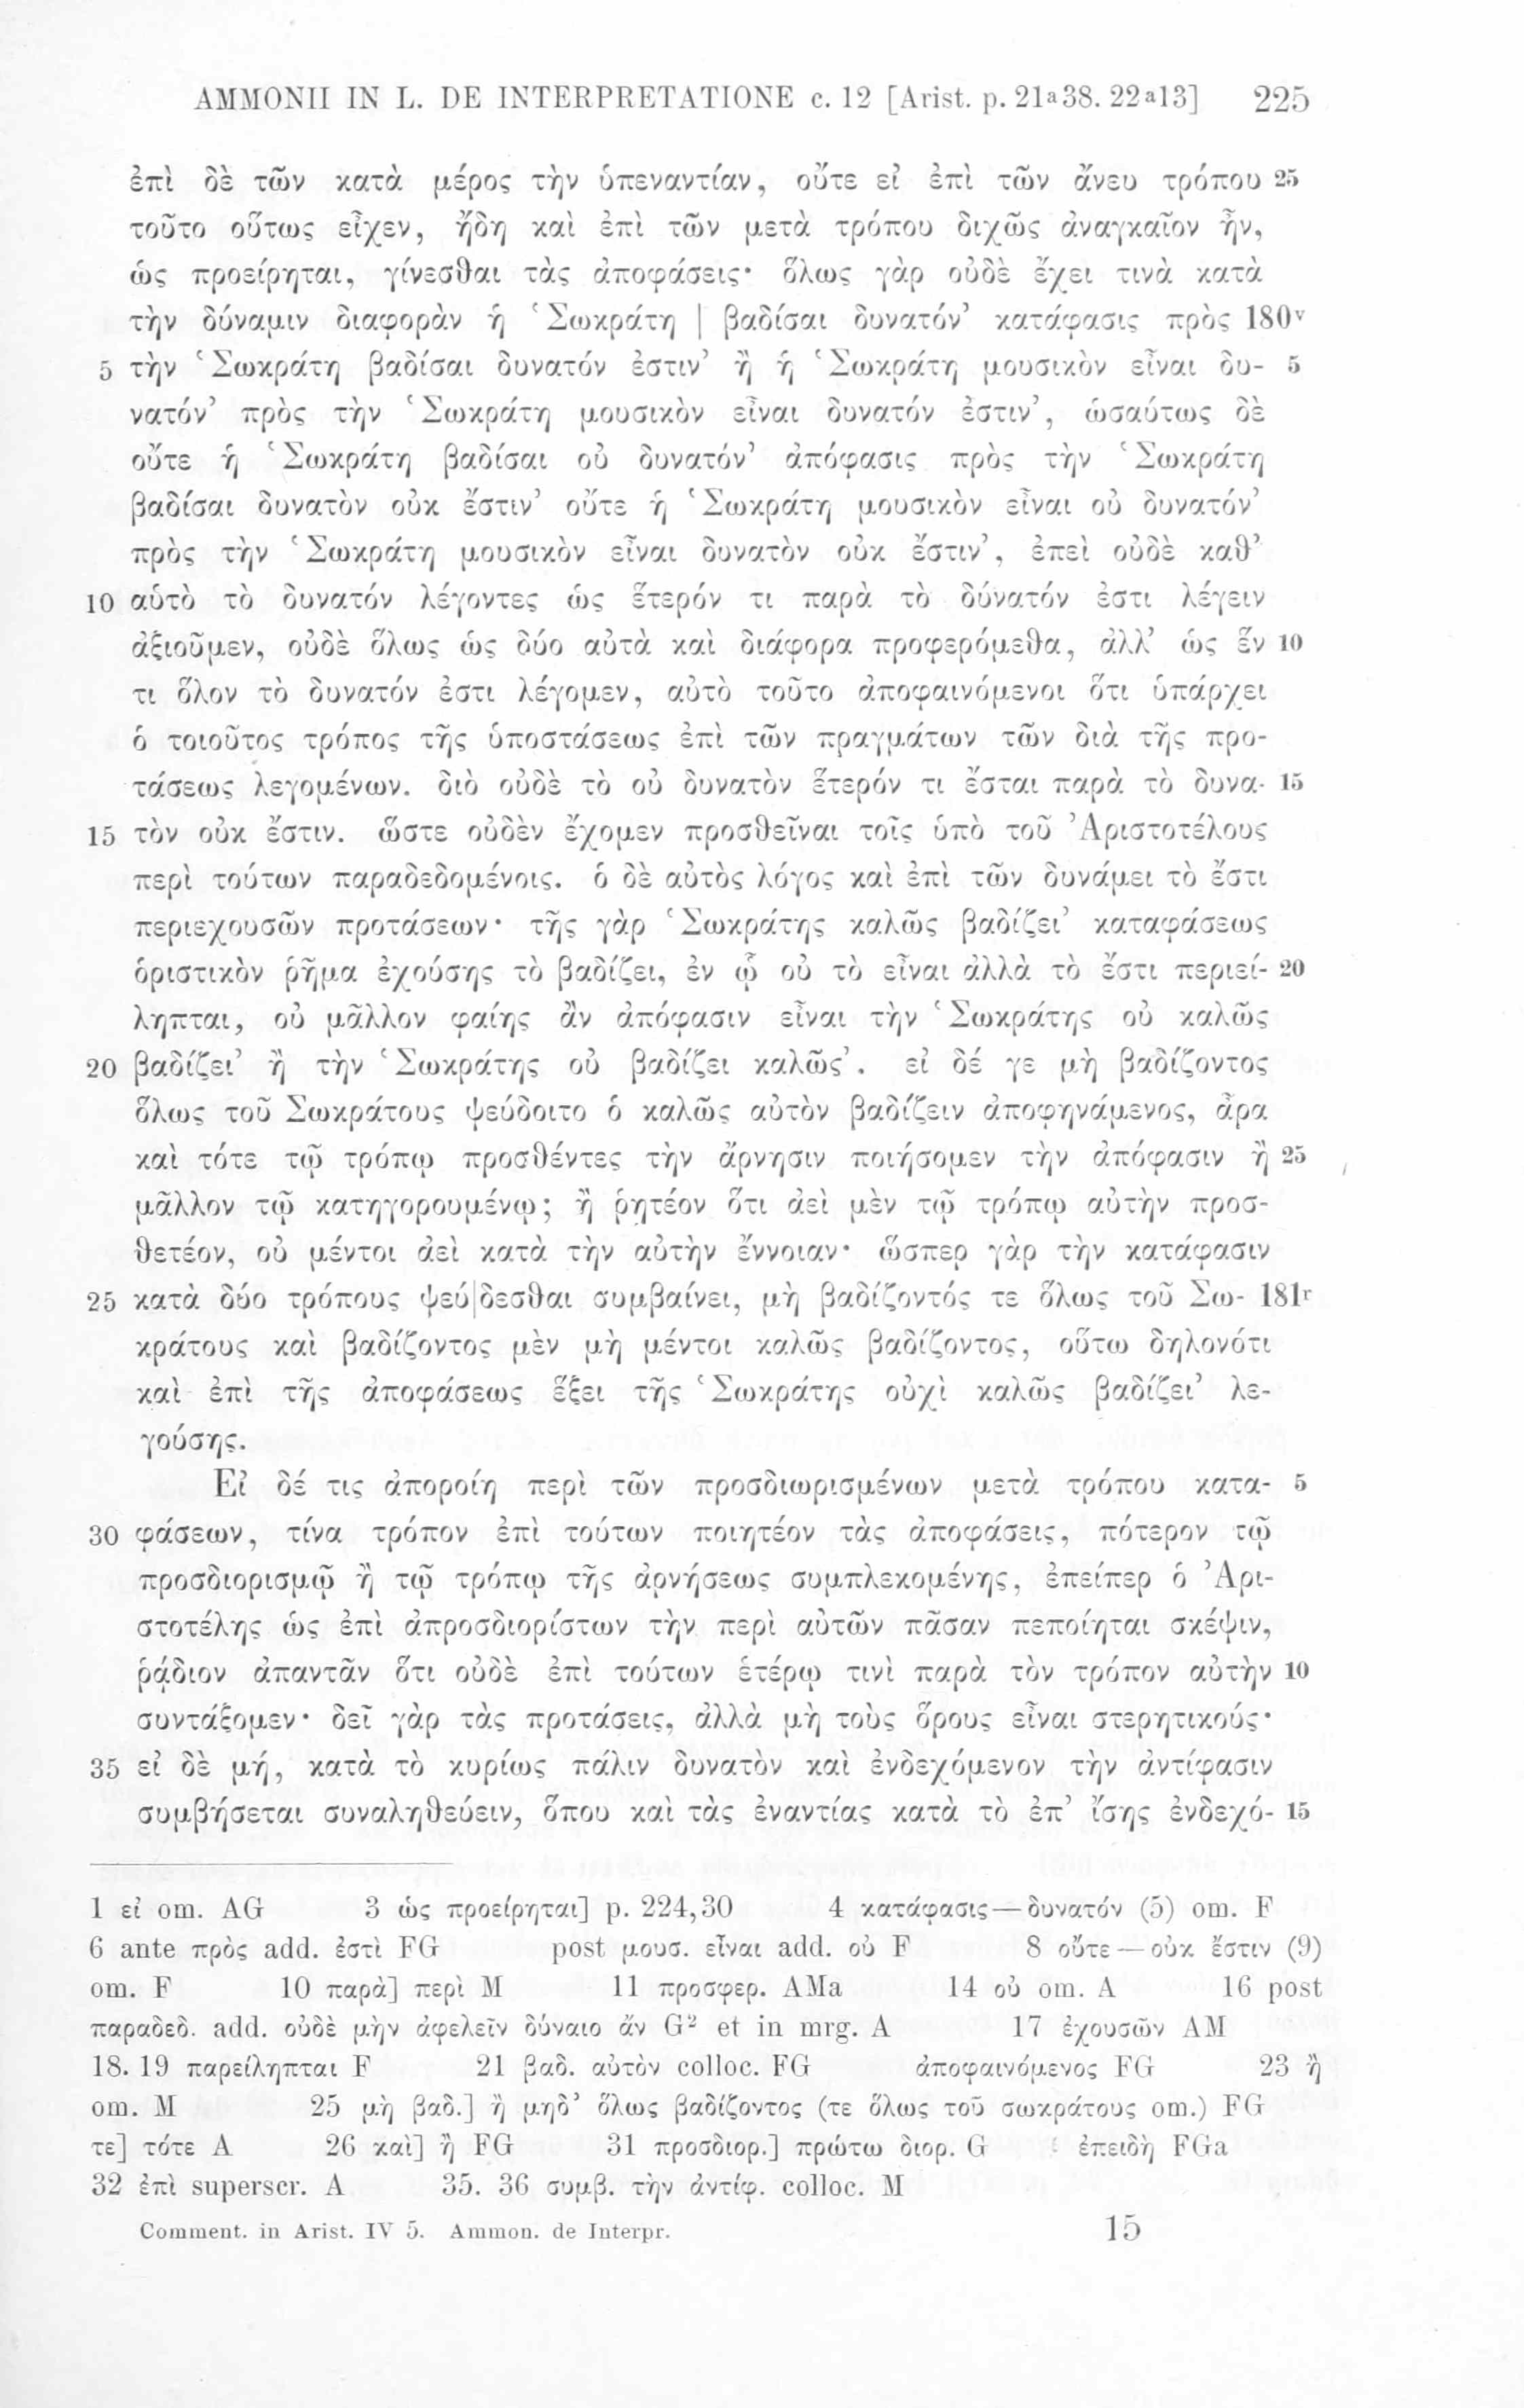 AMMONII IN L. DE INTERPRETATIONE c. 12 [Arist. p. 21a38. 22a13] 225
ἐπὶ δὲ τῶν κατὰ μέρος τὴν ὑπεναντίαν, οὔτε εἰ ἐπὶ τῶν ἄνευ τρόπου 25
τοῦτο οὕτως εἶχεν, ἤδη καὶ ἐπὶ τῶν μετὰ τρόπου διχῶς ἀναγκαῖον ἦν,
ὡς προείρηται, γίνεσθαι τὰς ἀποφάσεις· ὅλως γὰρ οὐδὲ ἔχει τινὰ κατὰ
τὴν δύναμιν διαφορὰν ἡ ‘Σωκράτη | βαδίσαι δυνατόν’ κατάφασις πρὸς 180v
5 τὴν ‘Σωκράτη βαδίσαι δυνατόν ἐστιν’ ἢ ἡ ‘Σωκράτη μουσικὸν εἶναι δυ- 5
νατόν’ πρὸς τὴν ‘Σωκράτη μουσικὸν εἶναι δυνατόν ἐστιν’, ὡσαύτως δὲ
οὔτε ἡ ‘Σωκράτη βαδίσαι οὐ δυνατόν’ ἀπόφασις πρὸς τὴν ‘Σωκράτη
βαδίσαι δυνατὸν οὐκ ἔστιν’ οὔτε ἡ ‘Σωκράτη μουσικὸν εἶναι οὐ δυνατόν’
πρὸς τὴν ‘Σωκράτη μουσικὸν εἶναι δυνατὸν οὐκ ἔστιν’, ἐπεὶ οὐδὲ καθ’
10 αὑτὸ τὸ δυνατόν λέγοντες ὡς ἕτερόν τι παρὰ τὸ δύνατόν ἐστι λέγειν
ἀξιοῦμεν, οὐδὲ ὅλως ὡς δύο αὐτὰ καὶ διάφορα προφερόμεθα, ἀλλ’ ὡς ἕν 10
τι ὅλον τὸ δυνατόν ἐστι λέγομεν, αὐτὸ τοῦτο ἀποφαινόμενοι ὅτι ὑπάρχει
ὁ τοιοῦτος τρόπος τῆς ὑποστάσεως ἐπὶ τῶν πραγμάτων τῶν διὰ τῆς προ-
τάσεως λεγομένων. διὸ οὐδὲ τὸ οὐ δυνατὸν ἕτερόν τι ἔσται παρὰ τὸ δυνα- 15
15 τὸν οὐκ ἔστιν. ὥστε οὐδὲν ἔχομεν προσθεῖναι τοῖς ὑπὸ τοῦ Ἀριστοτέλους
περὶ τούτων παραδεδομένοις. ὁ δὲ αὐτὸς λόγος καὶ ἐπὶ τῶν δυνάμει τὸ ἔστι
περιεχουσῶν προτάσεων· τῆς γὰρ ‘Σωκράτης καλῶς βαδίζει’ καταφάσεως
ὁριστικὸν ῥῆμα ἐχούσης τὸ βαδίζει, ἐν ᾧ οὐ τὸ εἶναι ἀλλὰ τὸ ἔστι περιεί- 20
ληπται, οὐ μᾶλλον φαίης ἂν ἀπόφασιν εἶναι τὴν ‘Σωκράτης οὐ καλῶς
20 βαδίζει’ ἢ τὴν ‘Σωκράτης οὐ βαδίζει καλῶς’. εἰ δέ γε μὴ βαδίζοντος
ὅλως τοῦ Σωκράτους ψεύδοιτο ὁ καλῶς αὐτὸν βαδίζειν ἀποφηνάμενος, ἆρα
καὶ τότε τῷ τρόπῳ προσθέντες τὴν ἄρνησιν ποιήσομεν τὴν ἀπόφασιν ἢ 25
μᾶλλον τῷ κατηγορουμένῳ; ἢ ῥητέον ὅτι ἀεὶ μὲν τῷ τρόπῳ αὐτὴν προσ-
θετέον, οὐ μέντοι ἀεὶ κατὰ τὴν αὐτὴν ἔννοιαν· ὥσπερ γὰρ τὴν κατάφασιν
25 κατὰ δύο τρόπους ψεύ|δεσθαι συμβαίνει, μὴ βαδίζοντός τε ὅλως τοῦ Σω- 181r
κράτους καὶ βαδίζοντος μὲν μὴ μέντοι καλῶς βαδίζοντος, οὕτω δηλονότι
καὶ ἐπὶ τῆς ἀποφάσεως ἕξει τῆς ‘Σωκράτης οὐχὶ καλῶς βαδίζει’ λε-
γούσης.
Εἰ δέ τις ἀποροίη περὶ τῶν προσδιωρισμένων μετὰ τρόπου κατα- 5
30 φάσεων, τίνα τρόπον ἐπὶ τούτων ποιητέον τὰς ἀποφάσεις, πότερον τῷ
προσδιορισμῷ ἢ τῷ τρόπῳ τῆς ἀρνήσεως συμπλεκομένης, ἐπείπερ ὁ Ἀρι-
στοτέλης ὡς ἐπὶ ἀπροσδιορίστων τὴν περὶ αὐτῶν πᾶσαν πεποίηται σκέψιν,
ῥᾴδιον ἀπαντᾶν ὅτι οὐδὲ ἐπὶ τούτων ἑτέρῳ τινὶ παρὰ τὸν τρόπον αὐτὴν 10
συντάξομεν· δεῖ γὰρ τὰς προτάσεις, ἀλλὰ μὴ τοὺς ὅρους εἶναι στερητικούς·
35 εἰ δὲ μή, κατὰ τὸ κυρίως πάλιν δυνατὸν καὶ ἐνδεχόμενον τὴν ἀντίφασιν
συμβήσεται συναληθεύειν, ὅπου καὶ τὰς ἐναντίας κατὰ τὸ ἐπ’ ἴσης ἐνδεχό- 15
1 εἰ om. AG 3 ὡς προείρηται] p. 224,30 4 κατάφασις—δυνατόν (5) om. F
6 ante πρὸς add. ἐστὶ FG post μουσ. εἶναι add. οὐ F 8 οὔτε—οὐκ ἔστιν (9)
om. F 10 παρὰ] περὶ M 11 προσφερ. AMa 14 οὐ om. A 16 post
παραδεδ. add. οὐδὲ μὴν ἀφελεῖν δύναιο ἄν G² et in mrg. A 17 ἐχουσῶν AM
18. 19 παρείληπται F 21 βαδ. αὐτὸν colloc. FG ἀποφαινόμενος FG 23 ἢ
om. M 25 μὴ βαδ.] ἢ μηδ’ ὅλως βαδίζοντος (τε ὅλως τοῦ σωκράτους om.) FG
τε] τότε A 26 καὶ] ἢ FG 31 προσδιορ.] πρώτω διορ. G ἐπειδὴ FGa
32 ἐπὶ superscr. A 35. 36 συμβ. τὴν ἀντίφ. colloc. M
Comment. in Arist. IV 5. Ammon. de Interpr. 15